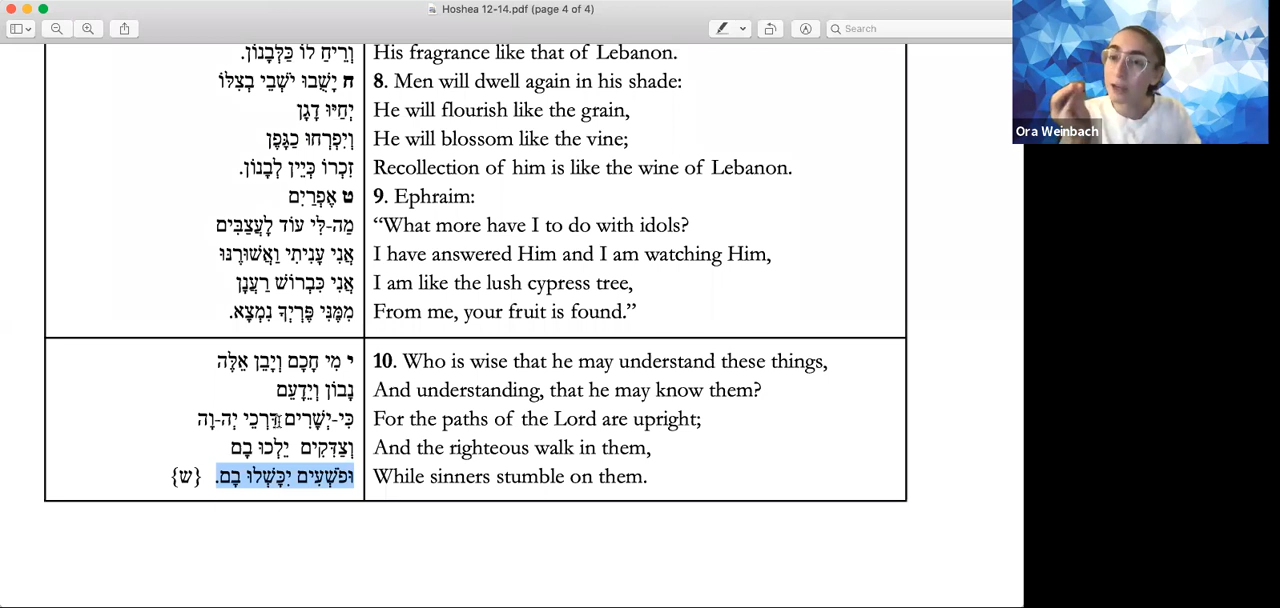 Hoshea 12-14.pdf (page 4 of 4)
Search
Ora Weinbach
וְרֵיחַ לוֹ כַּלְּבָנוֹן.
His fragrance like that of Lebanon.
ח יָשֻׁבוּ יֹשְׁבֵי בְצִלּוֹ
8. Men will dwell again in his shade:
יְחַיּוּ דָגָן
He will flourish like the grain,
וְיִפְרְחוּ כַגָּפֶן
He will blossom like the vine;
זִכְרוֹ כְּיֵין לְבָנוֹן.
Recollection of him is like the wine of Lebanon.
ט אֶפְרַיִם
9. Ephraim:
מַה-לִּי עוֹד לָעֲצַבִּים
“What more have I to do with idols?
אֲנִי עָנִיתִי וַאֲשׁוּרֶנּוּ
I have answered Him and I am watching Him,
אֲנִי כִּבְרוֹשׁ רַעֲנָן
I am like the lush cypress tree,
מִמֶּנִּי פֶּרְיְךָ נִמְצָא.
From me, your fruit is found.”
י מִי חָכָם וְיָבֵן אֵלֶּה
10. Who is wise that he may understand these things,
נָבוֹן וְיֵדָעֵם
And understanding, that he may know them?
כִּי-יְשָׁרִים דַּרְכֵי יְה-וָה
For the paths of the Lord are upright;
וְצַדִּקִים יֵלְכוּ בָם
And the righteous walk in them,
וּפֹשְׁעִים יִכָּשְׁלוּ בָם. {ש}
While sinners stumble on them.